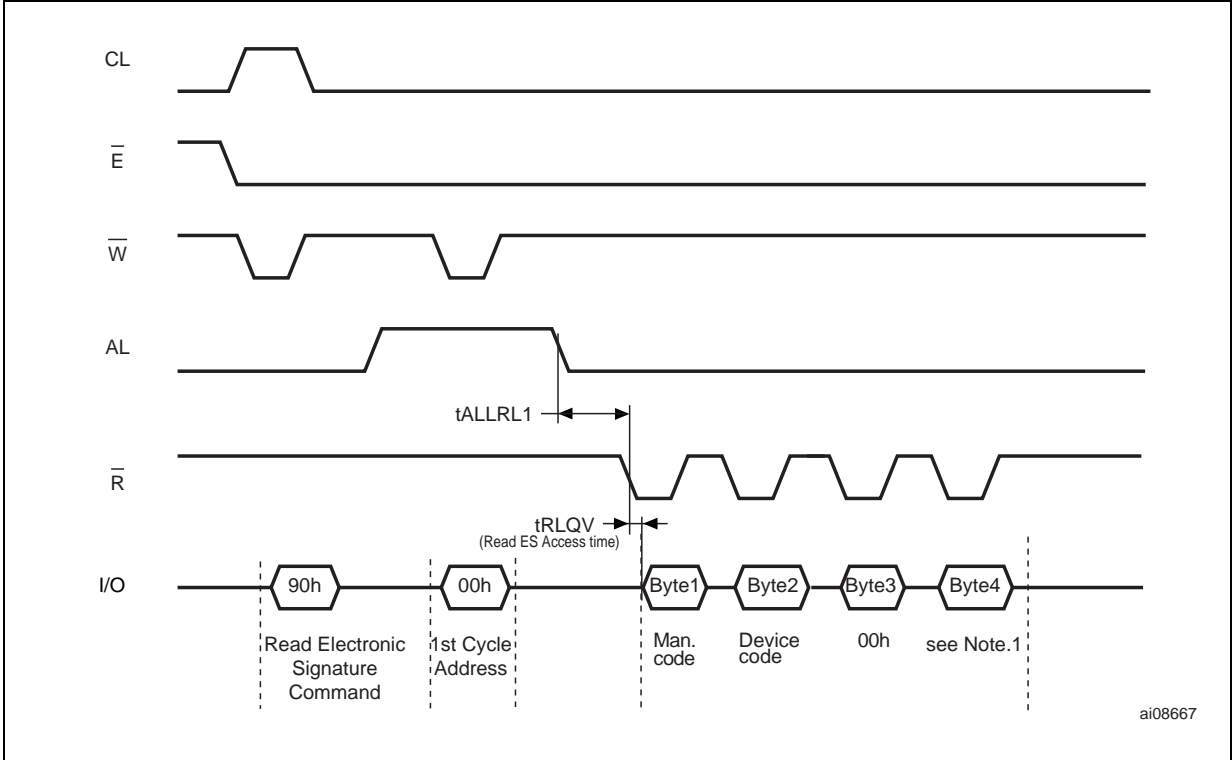 CL
E
W
AL
tALLRL1
R
tRLQV
(Read ES Access time)
I/O
90h
00h
Byte1
Byte2
Byte3
Byte4
Read Electronic
Signature
Command
1st Cycle
Address
Man.
code
Device
code
00h
see Note.1
ai08667